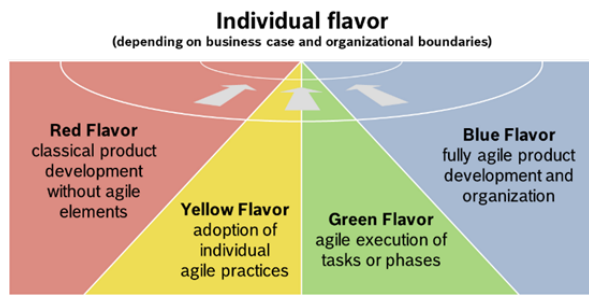 Individual flavor
(depending on business case and organizational boundaries)
Red Flavor
classical product
development
without agile
elements
Yellow Flavor
adoption of
individual
agile practices
Green Flavor
agile execution of
tasks or phases
Blue Flavor
fully agile product
development and
organization